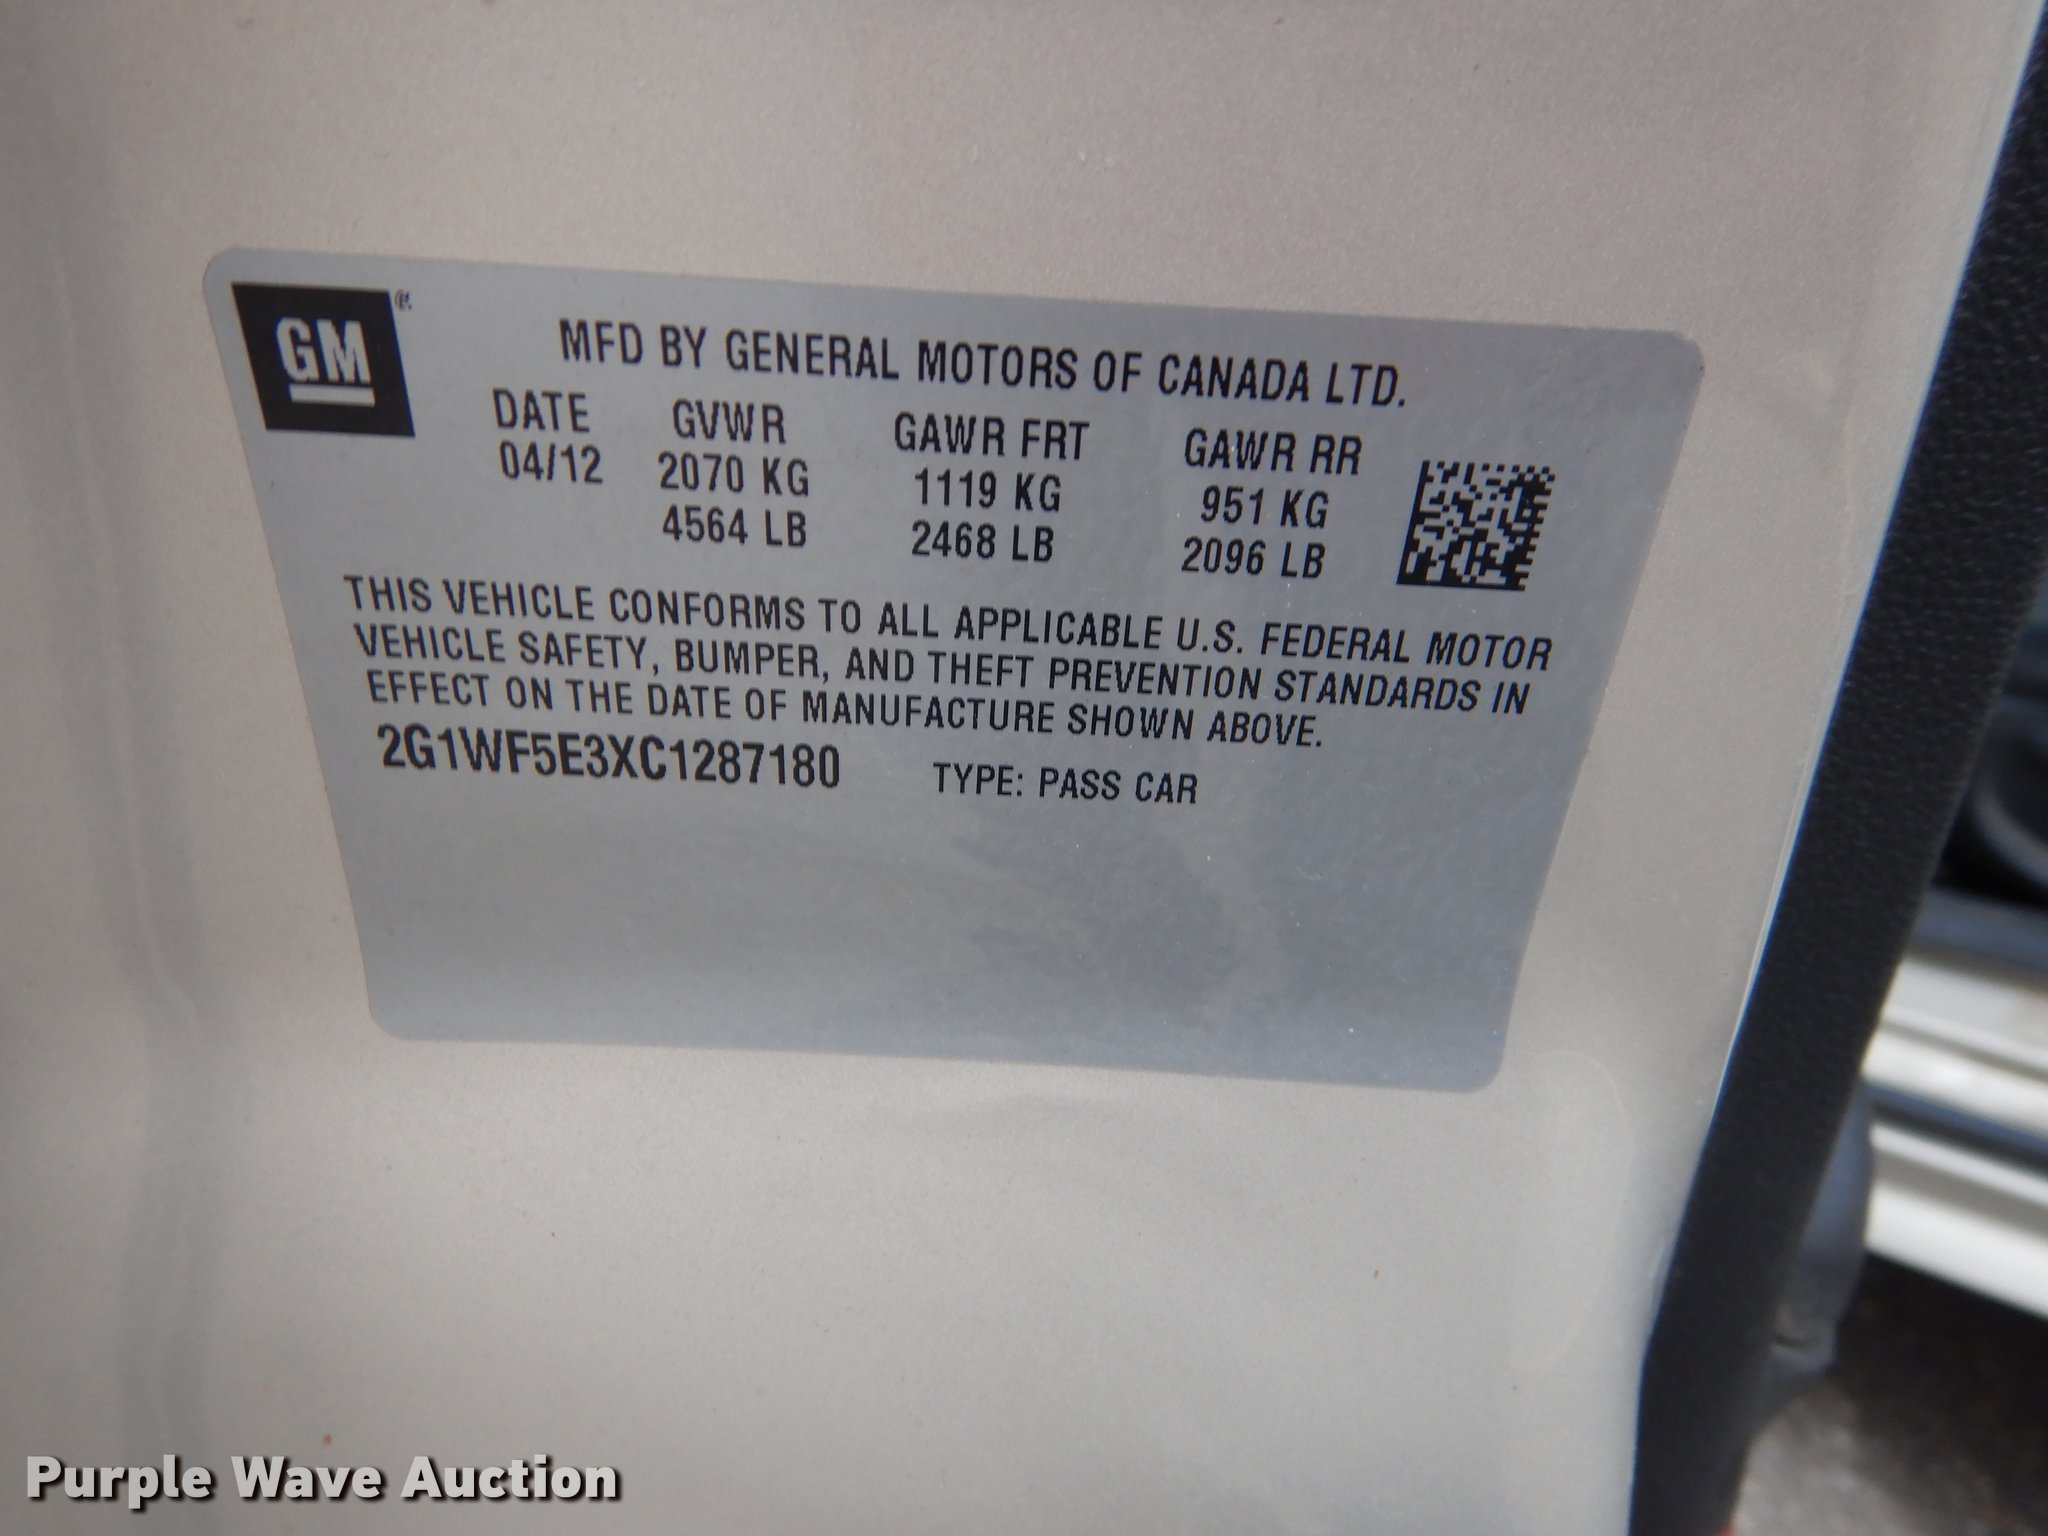 GM®
MFD BY GENERAL MOTORS OF CANADA LTD.
DATE GVWR GAWR FRT GAWR RR
04/12 2070 KG 1119 KG 951 KG
4564 LB 2468 LB 2096 LB
THIS VEHICLE CONFORMS TO ALL APPLICABLE U.S. FEDERAL MOTOR
VEHICLE SAFETY, BUMPER, AND THEFT PREVENTION STANDARDS IN
EFFECT ON THE DATE OF MANUFACTURE SHOWN ABOVE.
2G1WF5E3XC1287180 TYPE: PASS CAR
Purple Wave Auction